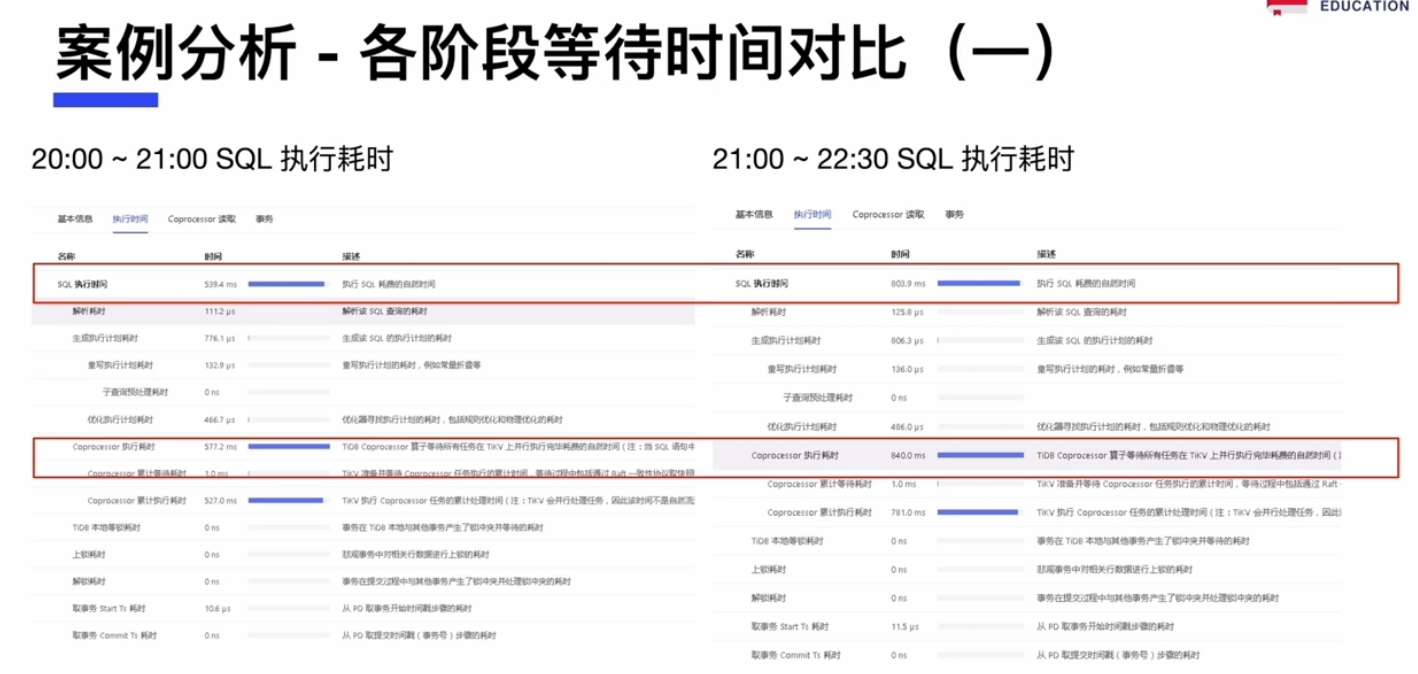 EDUCATION
案例分析 - 各阶段等待时间对比（一）
20:00 ~ 21:00 SQL 执行耗时
基本信息 执行时间 Coprocessor 读取 事务
名称 时间 描述
SQL 执行时间 539.4 ms 执行 SQL 耗费的自然时间
解析耗时 111.2 μs 解析该 SQL 查询的耗时
生成执行计划耗时 776.1 μs 生成该 SQL 的执行计划的耗时
重写执行计划耗时 132.9 μs 重写执行计划的耗时，例如常量折叠等
子查询预处理耗时 0 ns
优化执行计划耗时 466.7 μs 优化器寻找执行计划的耗时，包括规则优化和物理优化的耗时
Coprocessor 执行耗时 577.2 ms TiDB Coprocessor 算子等待所有任务在 TiKV 上并行执行完毕耗费的自然时间（注：当 SQL 语句中
Coprocessor 累计等待耗时 1.0 ms TiKV 准备并等待 Coprocessor 任务执行的累计时间，等待过程中包括通过 Raft 一致性协议取快照
Coprocessor 累计执行耗时 527.0 ms TiKV 执行 Coprocessor 任务的累计处理时间（注：TiKV 会并行处理任务，因此该时间不是自然流
TiDB 本地等锁耗时 0 ns 事务在 TiDB 本地与其他事务产生了锁冲突并等待的耗时
上锁耗时 0 ns 悲观事务中对相关行数据进行上锁的耗时
解锁耗时 0 ns 事务在提交过程中与其他事务产生了锁冲突并处理锁冲突的耗时
取事务 Start Ts 耗时 10.6 μs 从 PD 取事务开始时间戳步骤的耗时
取事务 Commit Ts 耗时 0 ns 从 PD 取提交时间戳（事务号）步骤的耗时
21:00 ~ 22:30 SQL 执行耗时
基本信息 执行时间 Coprocessor 读取 事务
名称 时间 描述
SQL 执行时间 803.9 ms 执行 SQL 耗费的自然时间
解析耗时 125.8 μs 解析该 SQL 查询的耗时
生成执行计划耗时 806.3 μs 生成该 SQL 的执行计划的耗时
重写执行计划耗时 136.0 μs 重写执行计划的耗时，例如常量折叠等
子查询预处理耗时 0 ns
优化执行计划耗时 486.0 μs 优化器寻找执行计划的耗时，包括规则优化和物理优化的耗时
Coprocessor 执行耗时 840.0 ms TiDB Coprocessor 算子等待所有任务在 TiKV 上并行执行完毕耗费的自然时间（
Coprocessor 累计等待耗时 1.0 ms TiKV 准备并等待 Coprocessor 任务执行的累计时间，等待过程中包括通过 Raft
Coprocessor 累计执行耗时 781.0 ms TiKV 执行 Coprocessor 任务的累计处理时间（注：TiKV 会并行处理任务，因此
TiDB 本地等锁耗时 0 ns 事务在 TiDB 本地与其他事务产生了锁冲突并等待的耗时
上锁耗时 0 ns 悲观事务中对相关行数据进行上锁的耗时
解锁耗时 0 ns 事务在提交过程中与其他事务产生了锁冲突并处理锁冲突的耗时
取事务 Start Ts 耗时 11.5 μs 从 PD 取事务开始时间戳步骤的耗时
取事务 Commit Ts 耗时 0 ns 从 PD 取提交时间戳（事务号）步骤的耗时